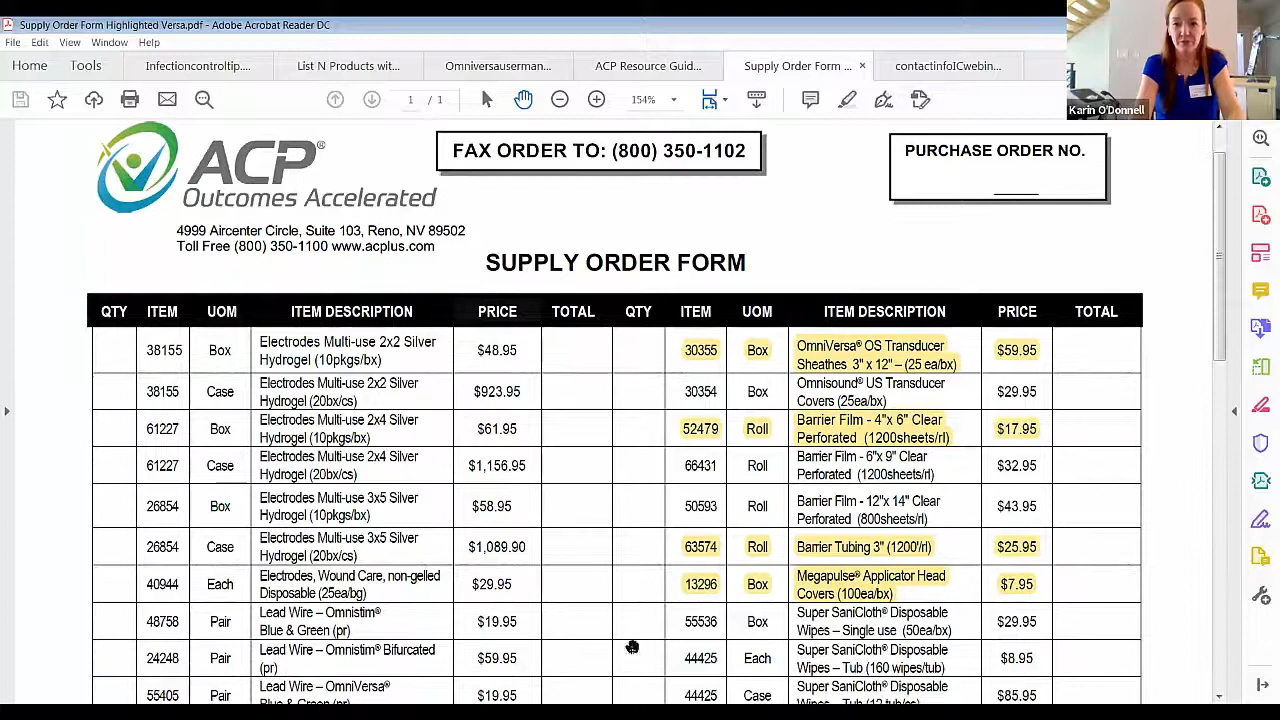 Supply Order Form Highlighted Versa.pdf - Adobe Acrobat Reader DC
File Edit View Window Help
Home Tools Infectioncontroltip... List N Products wit... Omniversauserman... ACP Resource Guid... Supply Order Form ... × contactinfoICwebin...
1 / 1 154%
Karin O'Donnell
ACP®
Outcomes Accelerated
FAX ORDER TO: (800) 350-1102
PURCHASE ORDER NO.
4999 Aircenter Circle, Suite 103, Reno, NV 89502
Toll Free (800) 350-1100 www.acplus.com
SUPPLY ORDER FORM
QTY ITEM UOM ITEM DESCRIPTION PRICE TOTAL QTY ITEM UOM ITEM DESCRIPTION PRICE TOTAL
38155 Box Electrodes Multi-use 2x2 Silver $48.95 30355 Box OmniVersa® OS Transducer $59.95
Hydrogel (10pkgs/bx) Sheathes 3" x 12" – (25 ea/bx)
38155 Case Electrodes Multi-use 2x2 Silver $923.95 30354 Box Omnisound® US Transducer $29.95
Hydrogel (20bx/cs) Covers (25ea/bx)
61227 Box Electrodes Multi-use 2x4 Silver $61.95 52479 Roll Barrier Film - 4"x 6" Clear $17.95
Hydrogel (10pkgs/bx) Perforated (1200sheets/rl)
61227 Case Electrodes Multi-use 2x4 Silver $1,156.95 66431 Roll Barrier Film - 6"x 9" Clear $32.95
Hydrogel (20bx/cs) Perforated (1200sheets/rl)
26854 Box Electrodes Multi-use 3x5 Silver $58.95 50593 Roll Barrier Film - 12"x 14" Clear $43.95
Hydrogel (10pkgs/bx) Perforated (800sheets/rl)
26854 Case Electrodes Multi-use 3x5 Silver $1,089.90 63574 Roll Barrier Tubing 3" (1200'/rl) $25.95
Hydrogel (20bx/cs)
40944 Each Electrodes, Wound Care, non-gelled $29.95 13296 Box Megapulse® Applicator Head $7.95
Disposable (25ea/bg) Covers (100ea/bx)
48758 Pair Lead Wire – Omnistim® $19.95 55536 Box Super SaniCloth® Disposable $29.95
Blue & Green (pr) Wipes – Single use (50ea/bx)
24248 Pair Lead Wire – Omnistim® Bifurcated $59.95 44425 Each Super SaniCloth® Disposable $8.95
(pr) Wipes – Tub (160 wipes/tub)
55405 Pair Lead Wire – OmniVersa® $19.95 44425 Case Super SaniCloth® Disposable $85.95
Blue & Green (pr) Wipes – Tub (12 tub/cs)